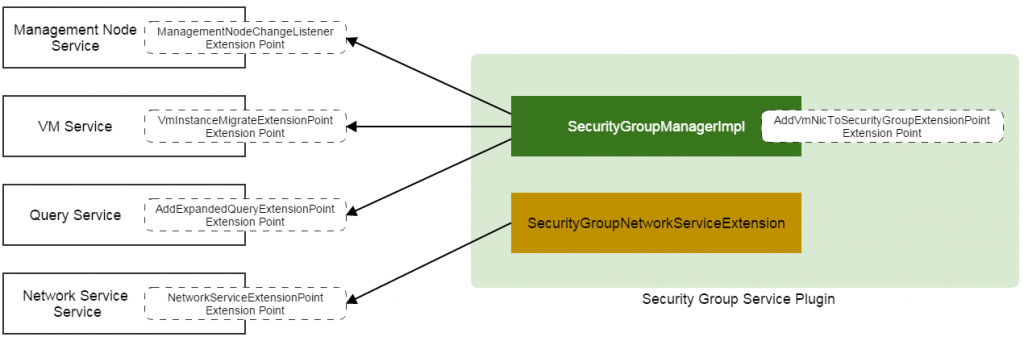 Management Node
Service
ManagementNodeChangeListener
Extension Point
VM Service
VmInstanceMigrateExtensionPoint
Extension Point
Query Service
AddExpandedQueryExtensionPoint
Extension Point
Network Service
Service
NetworkServiceExtensionPoint
Extension Point
SecurityGroupManagerImpl
AddVmNicToSecurityGroupExtensionPoint
Extension Point
SecurityGroupNetworkServiceExtension
Security Group Service Plugin